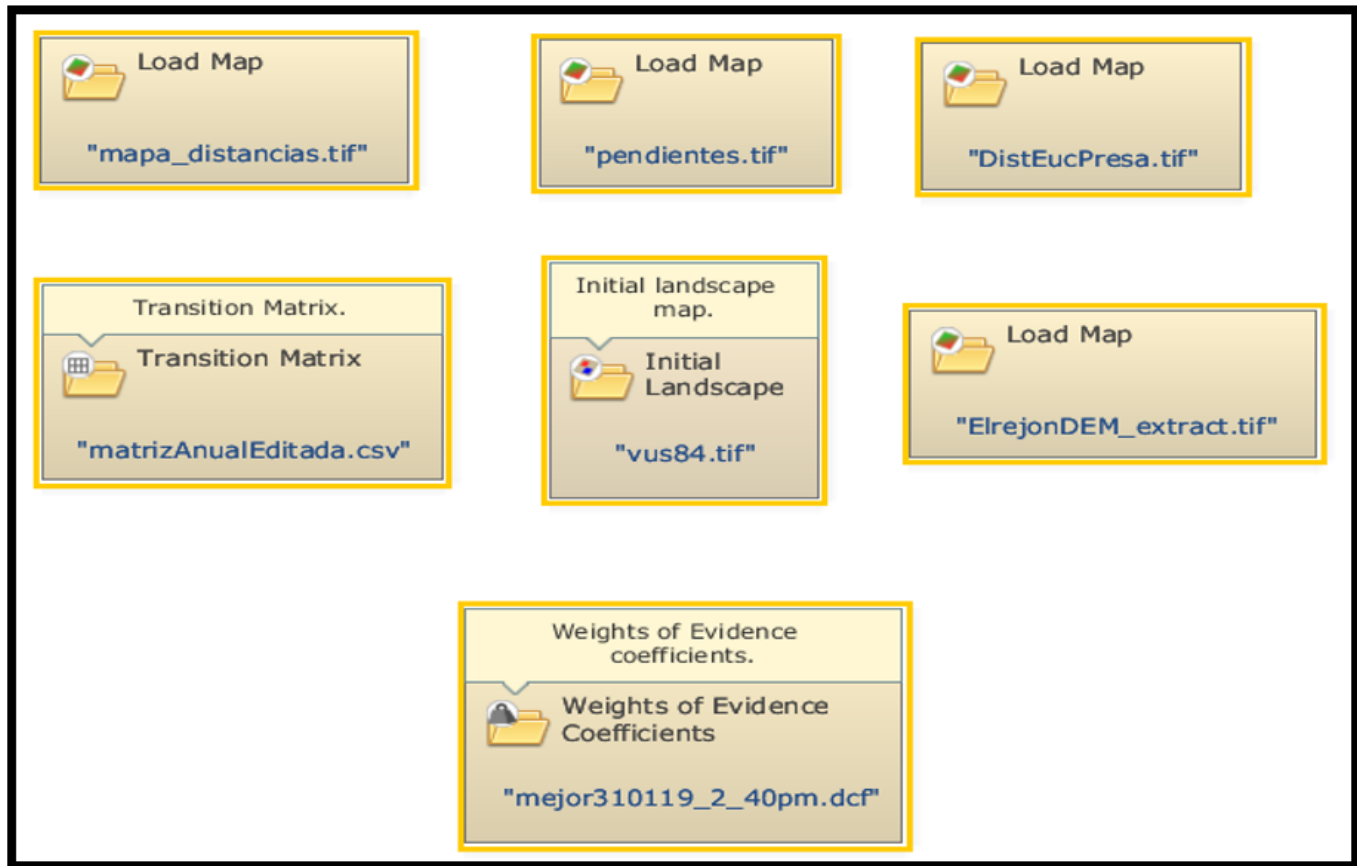 Load Map
"mapa_distancias.tif"
Load Map
"pendientes.tif"
Load Map
"DistEucPresa.tif"
Transition Matrix.
Transition Matrix
"matrizAnualEditada.csv"
Initial landscape
map.
Initial
Landscape
"vus84.tif"
Load Map
"ElrejonDEM_extract.tif"
Weights of Evidence
coefficients.
Weights of Evidence
Coefficients
"mejor310119_2_40pm.dcf"